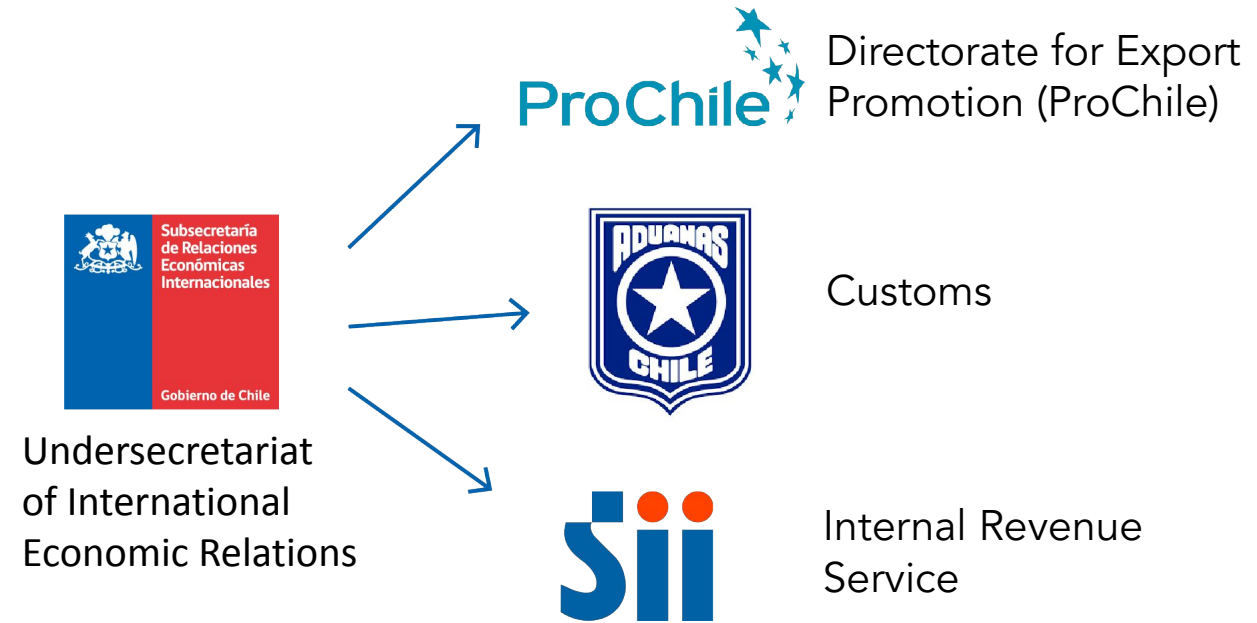 ProChile
Directorate for Export
Promotion (ProChile)
Subsecretaría
de Relaciones
Económicas
Internacionales
Gobierno de Chile
Undersecretariat
of International
Economic Relations
ADUANAS
CHILE
Customs
Sii
Internal Revenue
Service